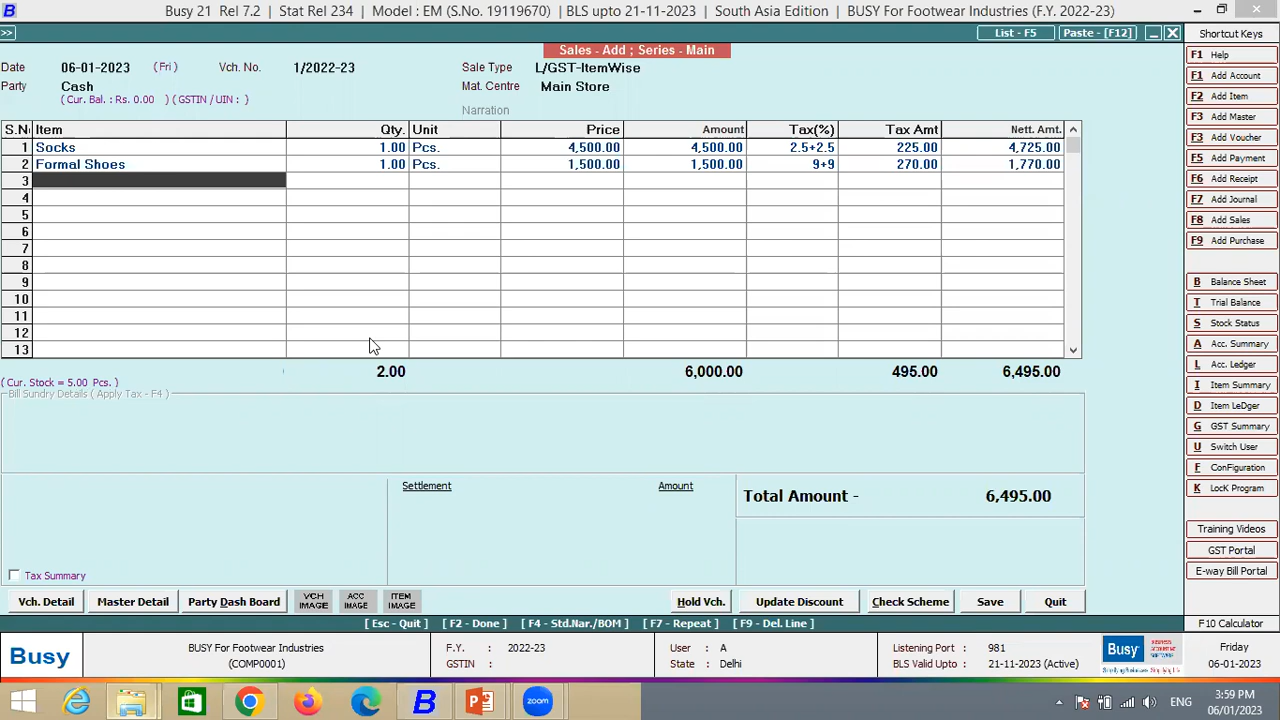 Busy 21 Rel 7.2 | Stat Rel 234 | Model : EM (S.No. 19119670) | BLS upto 21-11-2023 | South Asia Edition | BUSY For Footwear Industries (F.Y. 2022-23)
>> List - F5 Paste - [F12] Shortcut Keys
Sales - Add ; Series - Main
Date 06-01-2023 (Fri) Vch. No. 1/2022-23 Sale Type L/GST-ItemWise
Party Cash Mat. Centre Main Store
( Cur. Bal. : Rs. 0.00 ) ( GSTIN / UIN : )
Narration
S.N Item Qty. Unit Price Amount Tax(%) Tax Amt Nett. Amt.
1 Socks 1.00 Pcs. 4,500.00 4,500.00 2.5+2.5 225.00 4,725.00
2 Formal Shoes 1.00 Pcs. 1,500.00 1,500.00 9+9 270.00 1,770.00
3
4
5
6
7
8
9
10
11
12
13
2.00 6,000.00 495.00 6,495.00
( Cur. Stock = 5.00 Pcs. )
Bill Sundry Details ( Apply Tax - F4 )
Settlement Amount
Total Amount - 6,495.00
Tax Summary
Vch. Detail Master Detail Party Dash Board VCH IMAGE ACC IMAGE ITEM IMAGE Hold Vch. Update Discount Check Scheme Save Quit
[ Esc - Quit ] [ F2 - Done ] [ F4 - Std.Nar./BOM ] [ F7 - Repeat ] [ F9 - Del. Line ]
F1 Help
F1 Add Account
F2 Add Item
F3 Add Master
F3 Add Voucher
F5 Add Payment
F6 Add Receipt
F7 Add Journal
F8 Add Sales
F9 Add Purchase
B Balance Sheet
T Trial Balance
S Stock Status
A Acc. Summary
L Acc. Ledger
I Item Summary
D Item LeDger
G GST Summary
U Switch User
F ConFiguration
K LocK Program
Training Videos
GST Portal
E-way Bill Portal
F10 Calculator
Busy
BUSY For Footwear Industries
(COMP0001)
F.Y. : 2022-23
GSTIN :
User : A
State : Delhi
Listening Port : 981
BLS Valid Upto : 21-11-2023 (Active)
Busy
Friday
06-01-2023
B zoom ENG 3:59 PM
06/01/2023